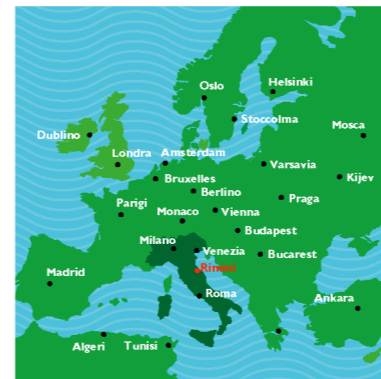 Oslo
Helsinki
Stoccolma
Mosca
Dublino
Londra
Amsterdam
Varsavia
Bruxelles
Kijev
Berlino
Praga
Parigi
Monaco
Vienna
Budapest
Milano
Venezia
Bucarest
Rimini
Madrid
Roma
Ankara
Algeri
Tunisi